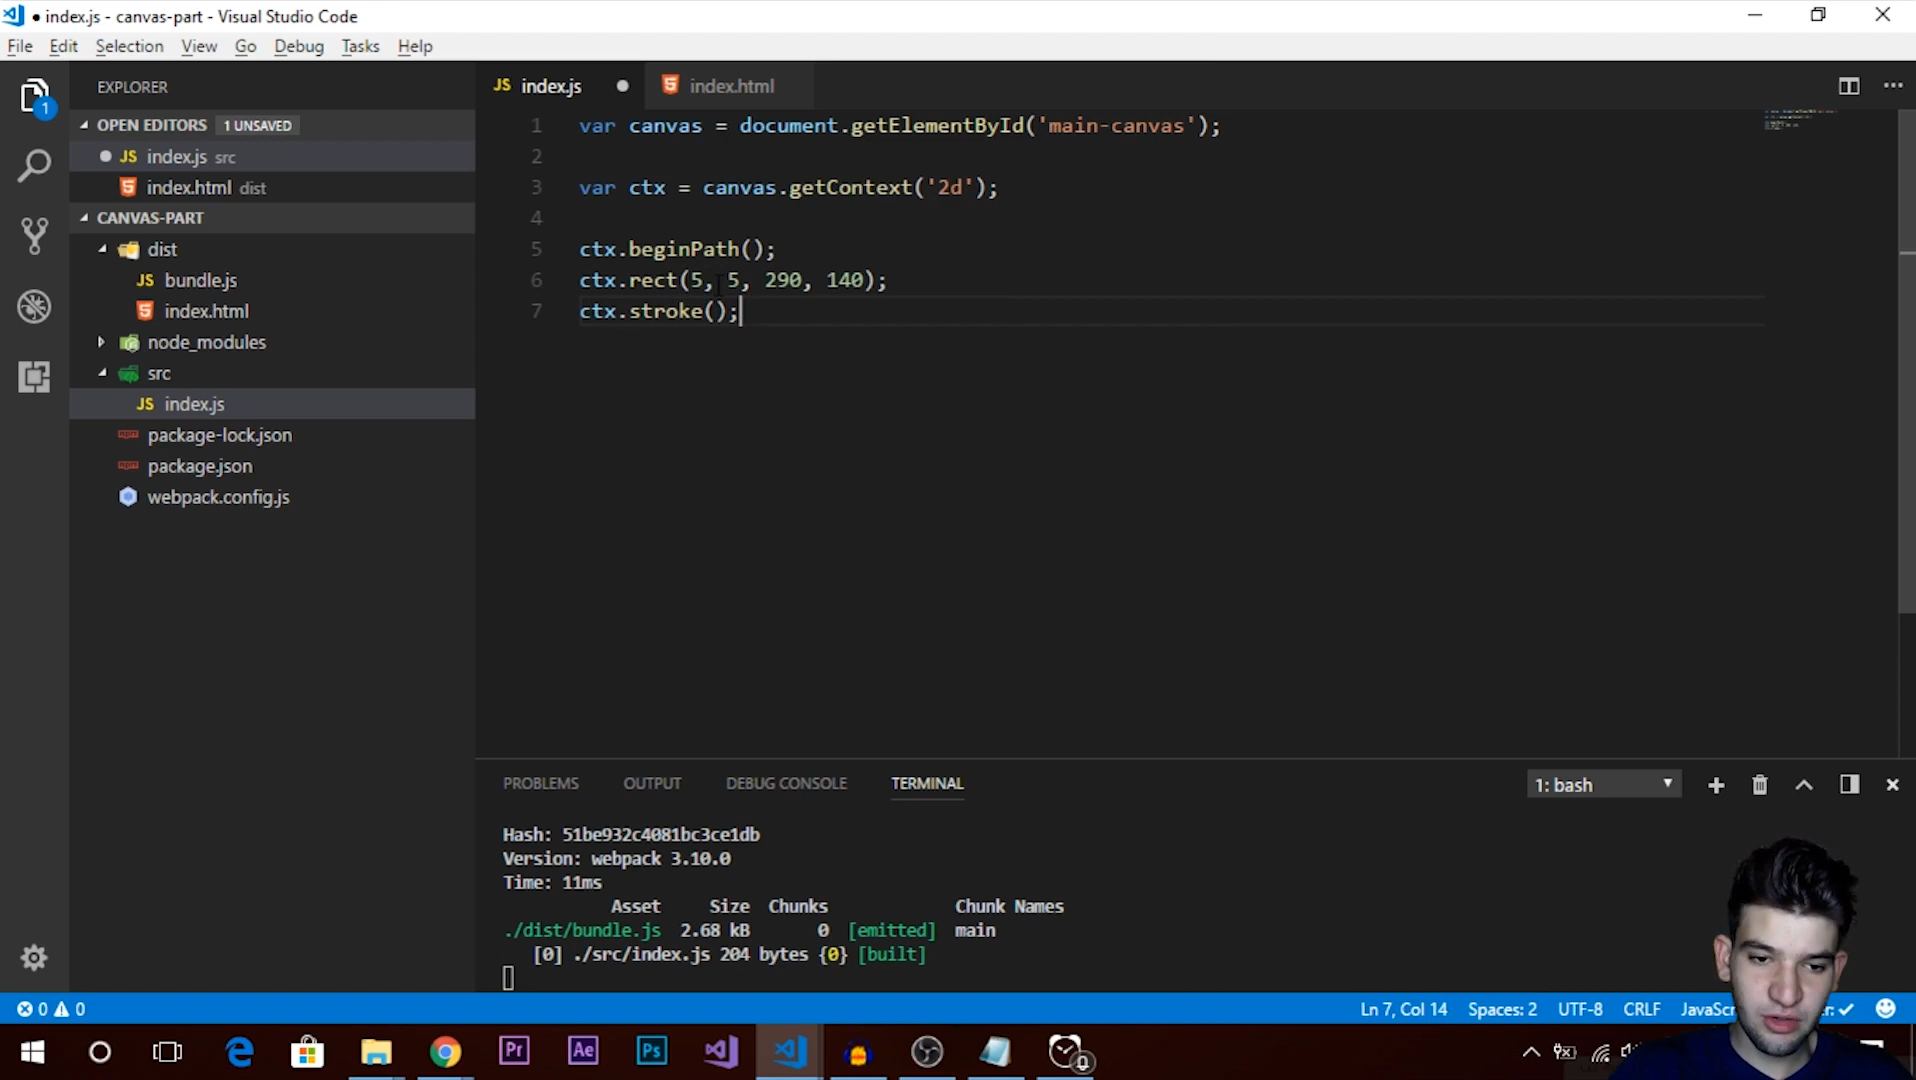 index.js - canvas-part - Visual Studio Code
File Edit Selection View Go Debug Tasks Help
EXPLORER
JS index.js
index.html
OPEN EDITORS 1 UNSAVED
JS index.js src
index.html dist
CANVAS-PART
dist
JS bundle.js
index.html
node_modules
src
JS index.js
package-lock.json
package.json
webpack.config.js
1
1 var canvas = document.getElementById('main-canvas');
2
3 var ctx = canvas.getContext('2d');
4
5 ctx.beginPath();
6 ctx.rect(5, 5, 290, 140);
7 ctx.stroke();
PROBLEMS OUTPUT DEBUG CONSOLE TERMINAL
1: bash
Hash: 51be932c4081bc3ce1db
Version: webpack 3.10.0
Time: 11ms
Asset Size Chunks Chunk Names
./dist/bundle.js 2.68 kB 0 [emitted] main
[0] ./src/index.js 204 bytes {0} [built]
0 0
Ln 7, Col 14 Spaces: 2 UTF-8 CRLF
Pr Ae Ps